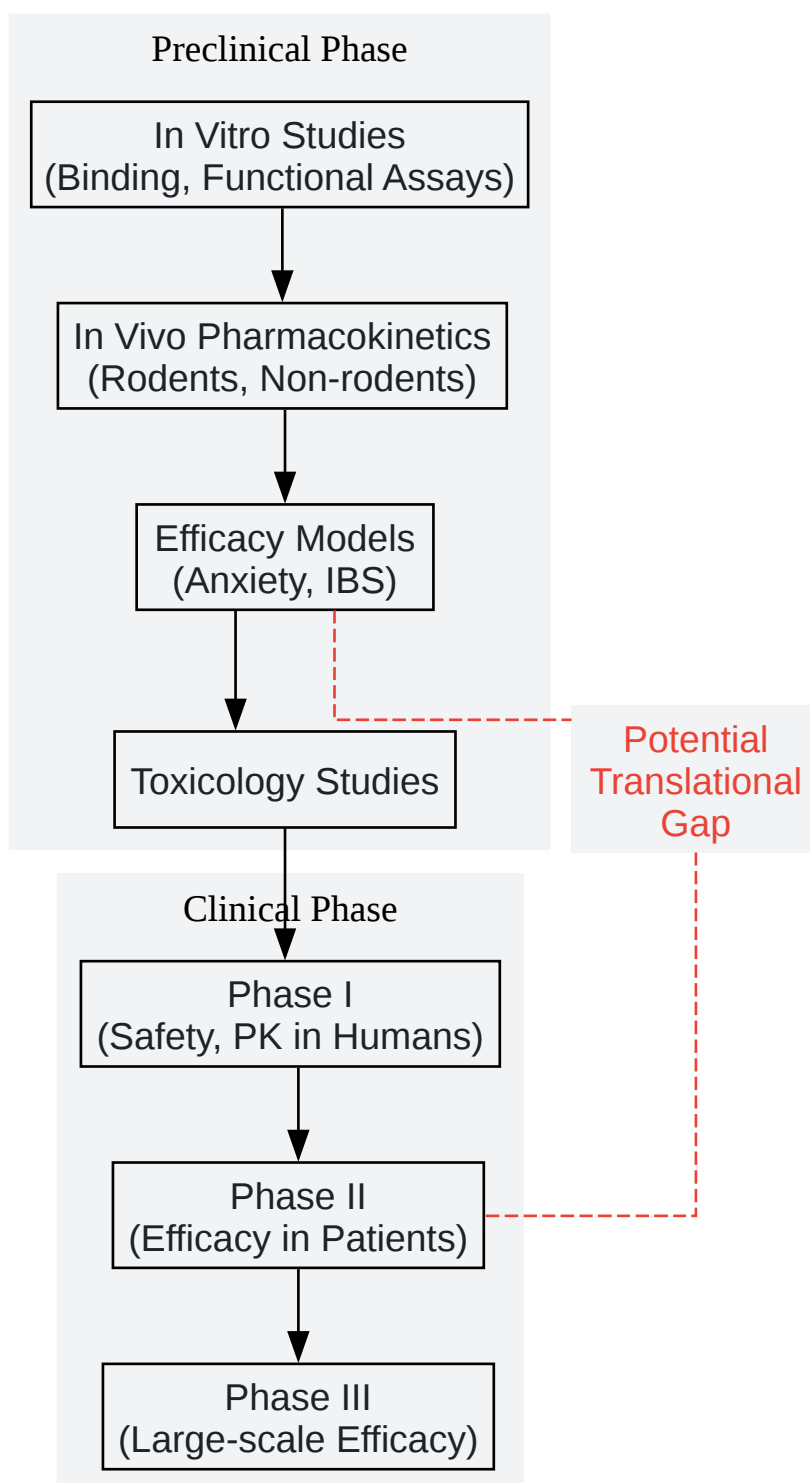 Preclinical Phase
In Vitro Studies
(Binding, Functional Assays)
In Vivo Pharmacokinetics
(Rodents, Non-rodents)
Efficacy Models
(Anxiety, IBS)
Toxicology Studies
Potential
Translational
Gap
Clinical Phase
Phase I
(Safety, PK in Humans)
Phase II
(Efficacy in Patients)
Phase III
(Large-scale Efficacy)